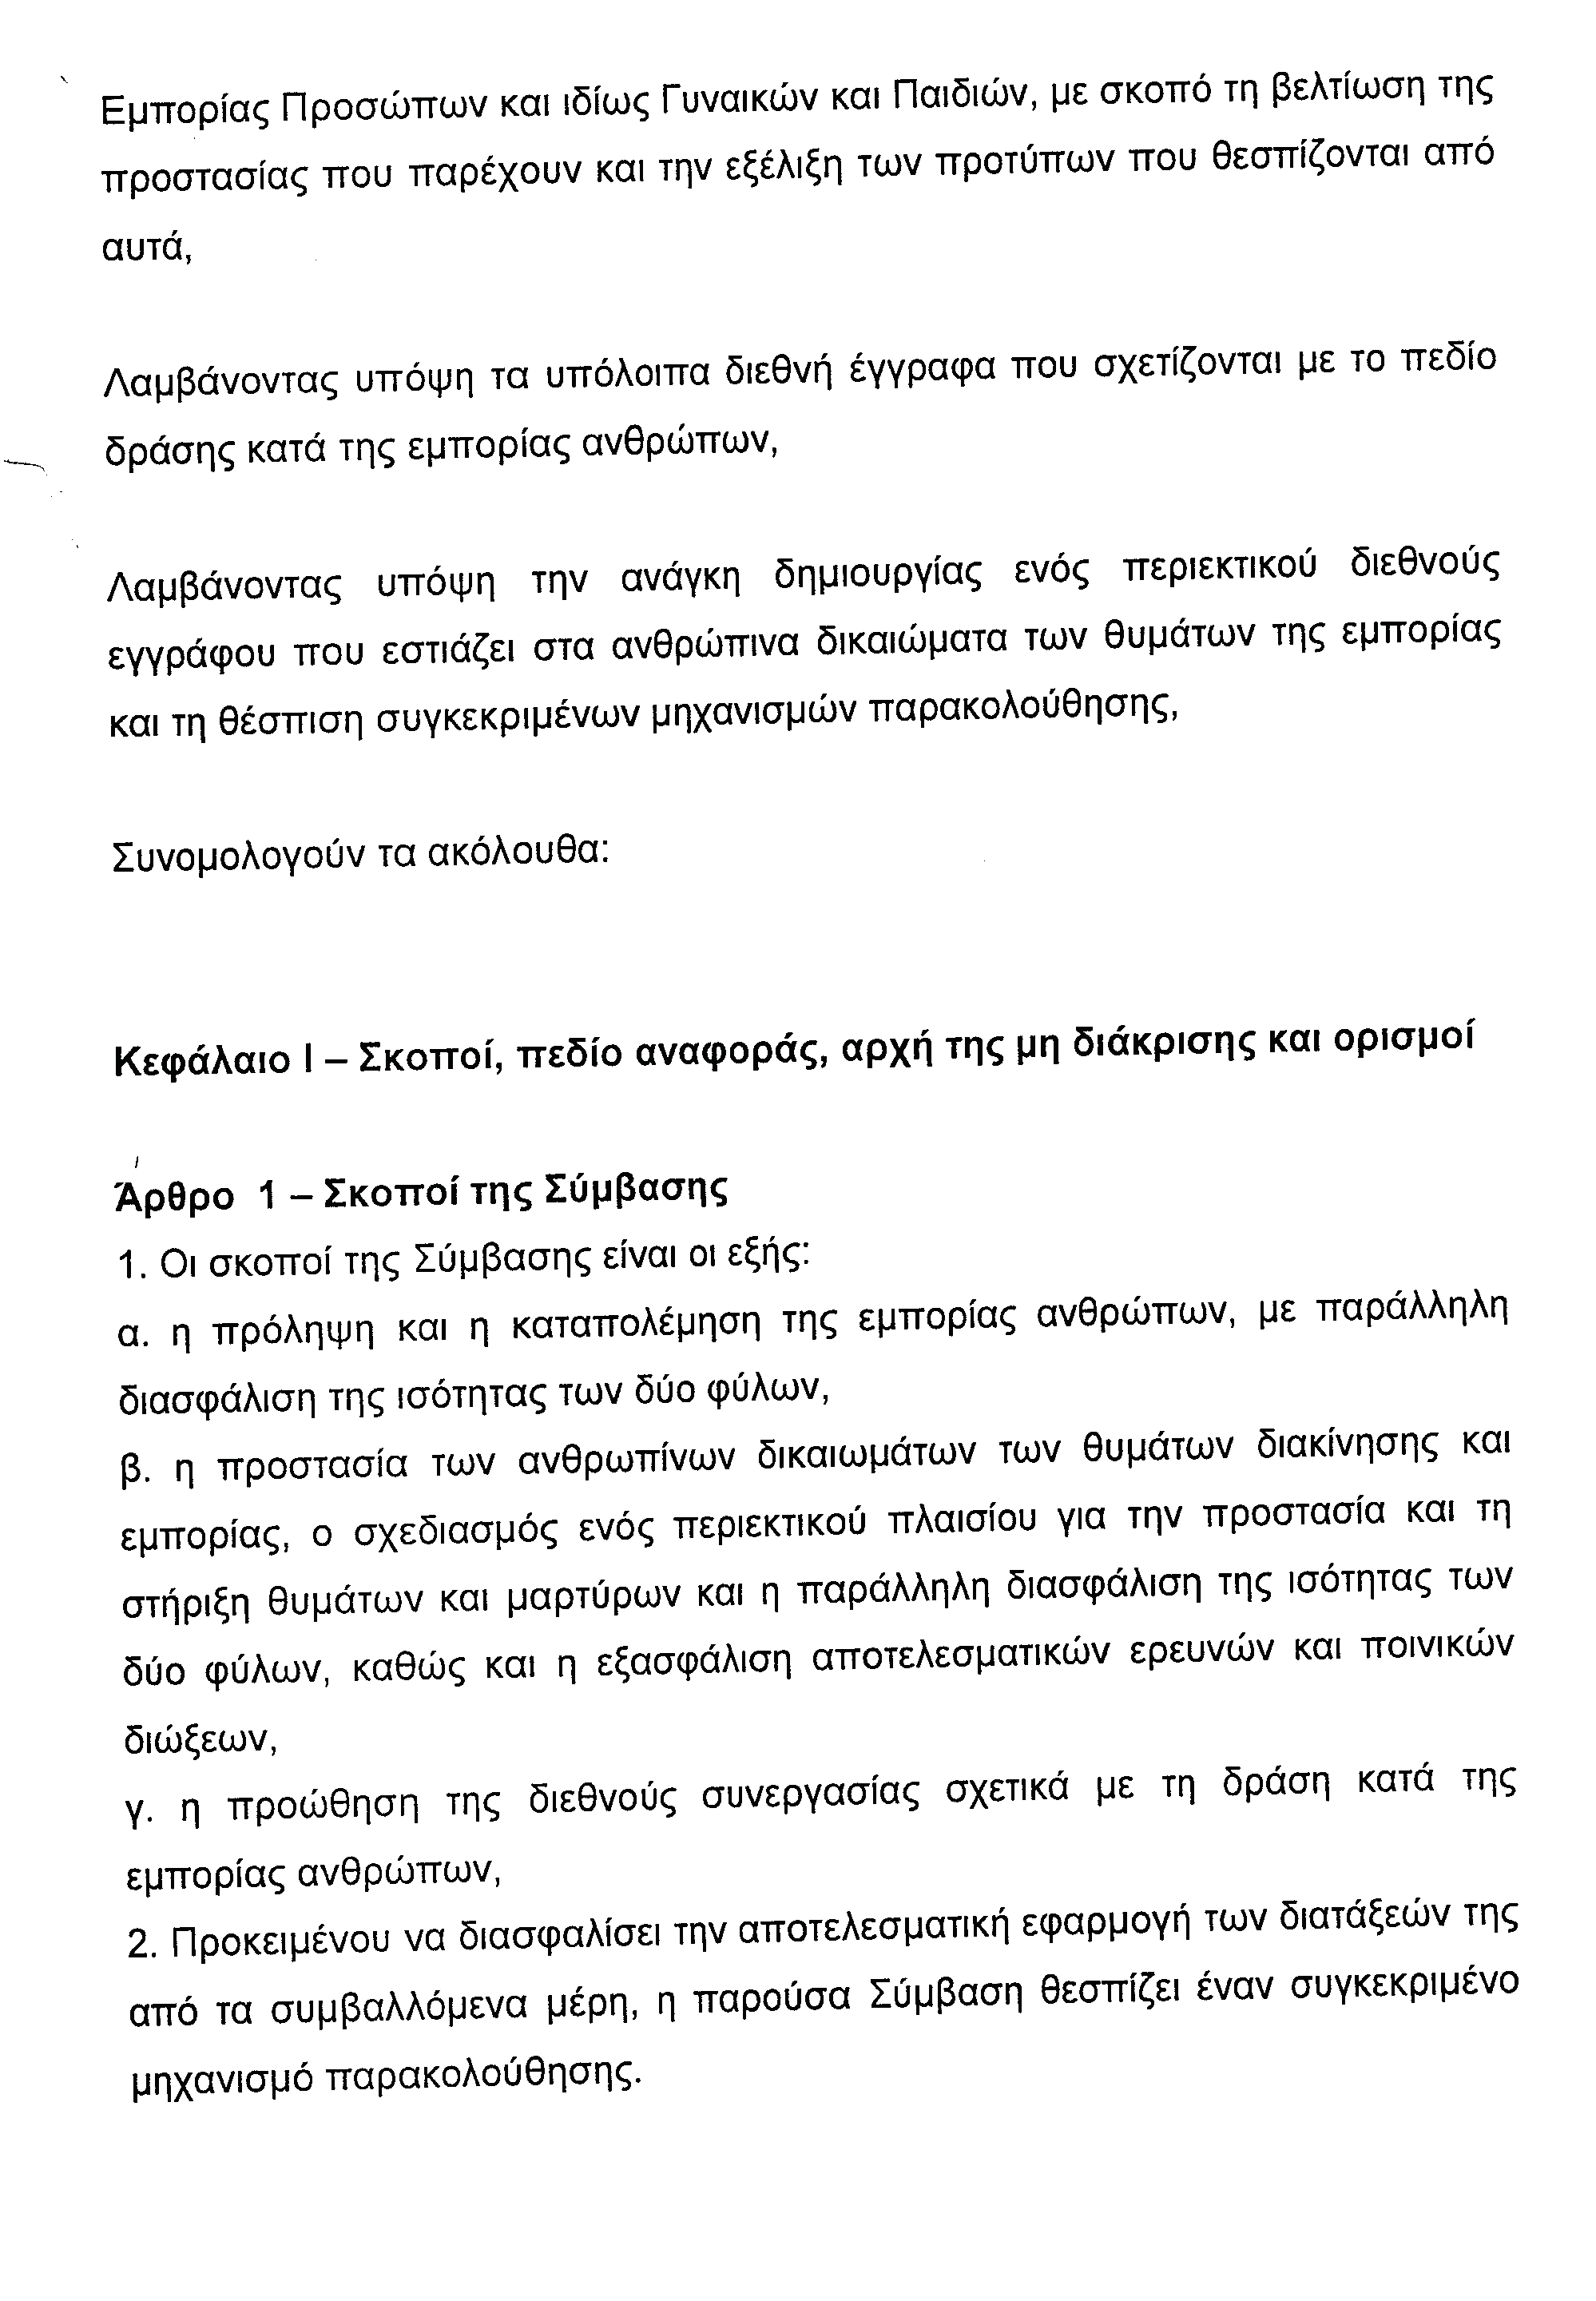 Εμπορίας Προσώπων και ιδίως Γυναικών και Παιδιών, με σκοπό τη βελτίωση της
προστασίας που παρέχουν και την εξέλιξη των προτύπων που θεσπίζονται από
αυτά,
Λαμβάνοντας υπόψη τα υπόλοιπα διεθνή έγγραφα που σχετίζονται με το πεδίο
δράσης κατά της εμπορίας ανθρώπων,
Λαμβάνοντας υπόψη την ανάγκη δημιουργίας ενός περιεκτικού διεθνούς
εγγράφου που εστιάζει στα ανθρώπινα δικαιώματα των θυμάτων της εμπορίας
και τη θέσπιση συγκεκριμένων μηχανισμών παρακολούθησης,
Συνομολογούν τα ακόλουθα:
Κεφάλαιο Ι – Σκοποί, πεδίο αναφοράς, αρχή της μη διάκρισης και ορισμοί
Άρθρο 1 – Σκοποί της Σύμβασης
1. Οι σκοποί της Σύμβασης είναι οι εξής:
α. η πρόληψη και η καταπολέμηση της εμπορίας ανθρώπων, με παράλληλη
διασφάλιση της ισότητας των δύο φύλων,
β. η προστασία των ανθρωπίνων δικαιωμάτων των θυμάτων διακίνησης και
εμπορίας, ο σχεδιασμός ενός περιεκτικού πλαισίου για την προστασία και τη
στήριξη θυμάτων και μαρτύρων και η παράλληλη διασφάλιση της ισότητας των
δύο φύλων, καθώς και η εξασφάλιση αποτελεσματικών ερευνών και ποινικών
διώξεων,
γ. η προώθηση της διεθνούς συνεργασίας σχετικά με τη δράση κατά της
εμπορίας ανθρώπων,
2. Προκειμένου να διασφαλίσει την αποτελεσματική εφαρμογή των διατάξεών της
από τα συμβαλλόμενα μέρη, η παρούσα Σύμβαση θεσπίζει έναν συγκεκριμένο
μηχανισμό παρακολούθησης.